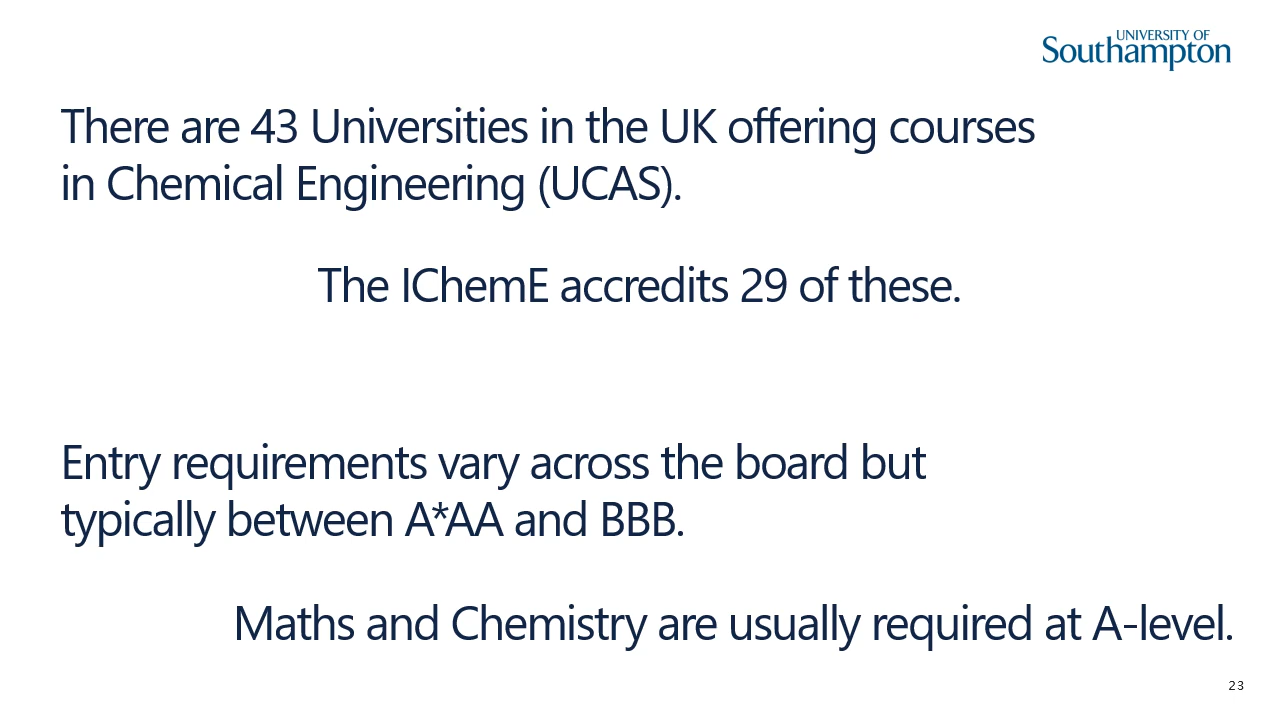 UNIVERSITY OF
Southampton
There are 43 Universities in the UK offering courses
in Chemical Engineering (UCAS).
The IChemE accredits 29 of these.
Entry requirements vary across the board but
typically between A*AA and BBB.
Maths and Chemistry are usually required at A-level.
23